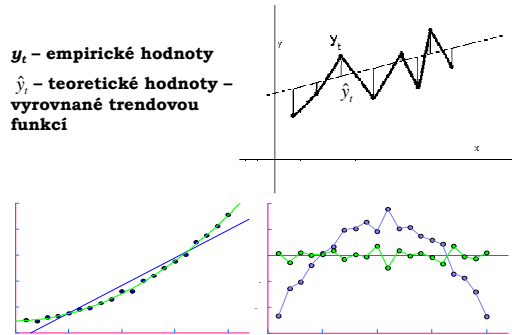 y_t – empirické hodnoty
ŷ_t – teoretické hodnoty –
vyrovnané trendovou
funkcí
y
y_t
ŷ_t
x